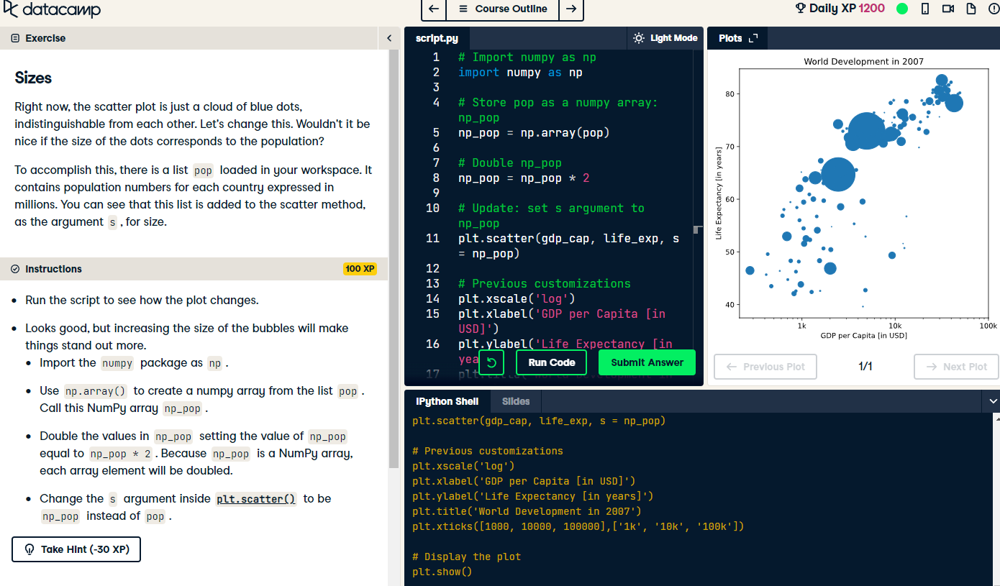 datacamp
Course Outline
Daily XP 1200
Exercise
Sizes
Right now, the scatter plot is just a cloud of blue dots,
indistinguishable from each other. Let's change this. Wouldn't it be
nice if the size of the dots corresponds to the population?
To accomplish this, there is a list pop loaded in your workspace. It
contains population numbers for each country expressed in
millions. You can see that this list is added to the scatter method,
as the argument s , for size.
Instructions
100 XP
Run the script to see how the plot changes.
Looks good, but increasing the size of the bubbles will make
things stand out more.
Import the numpy package as np .
Use np.array() to create a numpy array from the list pop .
Call this NumPy array np_pop .
Double the values in np_pop setting the value of np_pop
equal to np_pop * 2 . Because np_pop is a NumPy array,
each array element will be doubled.
Change the s argument inside plt.scatter() to be
np_pop instead of pop .
Take Hint (-30 XP)
script.py
Light Mode
1 # Import numpy as np
2 import numpy as np
3
4 # Store pop as a numpy array:
np_pop
5 np_pop = np.array(pop)
6
7 # Double np_pop
8 np_pop = np_pop * 2
9
10 # Update: set s argument to
np_pop
11 plt.scatter(gdp_cap, life_exp, s
= np_pop)
12
13 # Previous customizations
14 plt.xscale('log')
15 plt.xlabel('GDP per Capita [in
USD]')
16 plt.ylabel('Life Expectancy [in
yea
17
Run Code
Submit Answer
Plots
World Development in 2007
Life Expectancy [in years]
80
70
60
50
40
1k 10k 100k
GDP per Capita [in USD]
Previous Plot
1/1
Next Plot
IPython Shell
Slides
plt.scatter(gdp_cap, life_exp, s = np_pop)
# Previous customizations
plt.xscale('log')
plt.xlabel('GDP per Capita [in USD]')
plt.ylabel('Life Expectancy [in years]')
plt.title('World Development in 2007')
plt.xticks([1000, 10000, 100000],['1k', '10k', '100k'])
# Display the plot
plt.show()